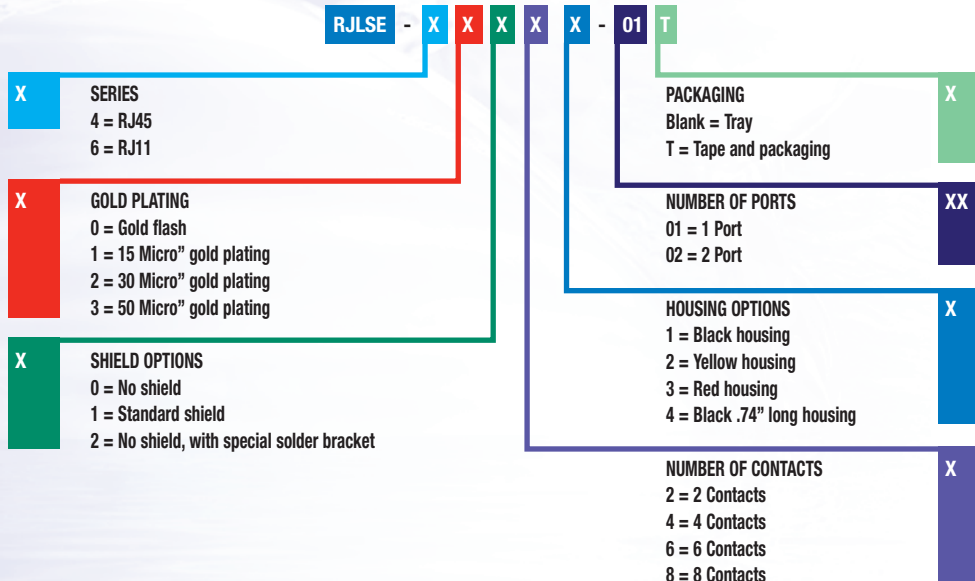 RJLSE - X X X X X - 01 T
X
SERIES
4 = RJ45
6 = RJ11
X
GOLD PLATING
0 = Gold flash
1 = 15 Micro” gold plating
2 = 30 Micro” gold plating
3 = 50 Micro” gold plating
X
SHIELD OPTIONS
0 = No shield
1 = Standard shield
2 = No shield, with special solder bracket
PACKAGING
X
Blank = Tray
T = Tape and packaging
NUMBER OF PORTS
XX
01 = 1 Port
02 = 2 Port
HOUSING OPTIONS
X
1 = Black housing
2 = Yellow housing
3 = Red housing
4 = Black .74” long housing
NUMBER OF CONTACTS
X
2 = 2 Contacts
4 = 4 Contacts
6 = 6 Contacts
8 = 8 Contacts